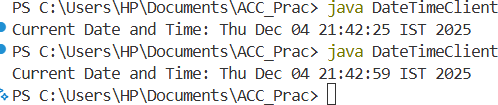 PS C:\Users\HP\Documents\ACC_Prac> java DateTimeClient
Current Date and Time: Thu Dec 04 21:42:25 IST 2025
PS C:\Users\HP\Documents\ACC_Prac> java DateTimeClient
Current Date and Time: Thu Dec 04 21:42:59 IST 2025
PS C:\Users\HP\Documents\ACC_Prac>